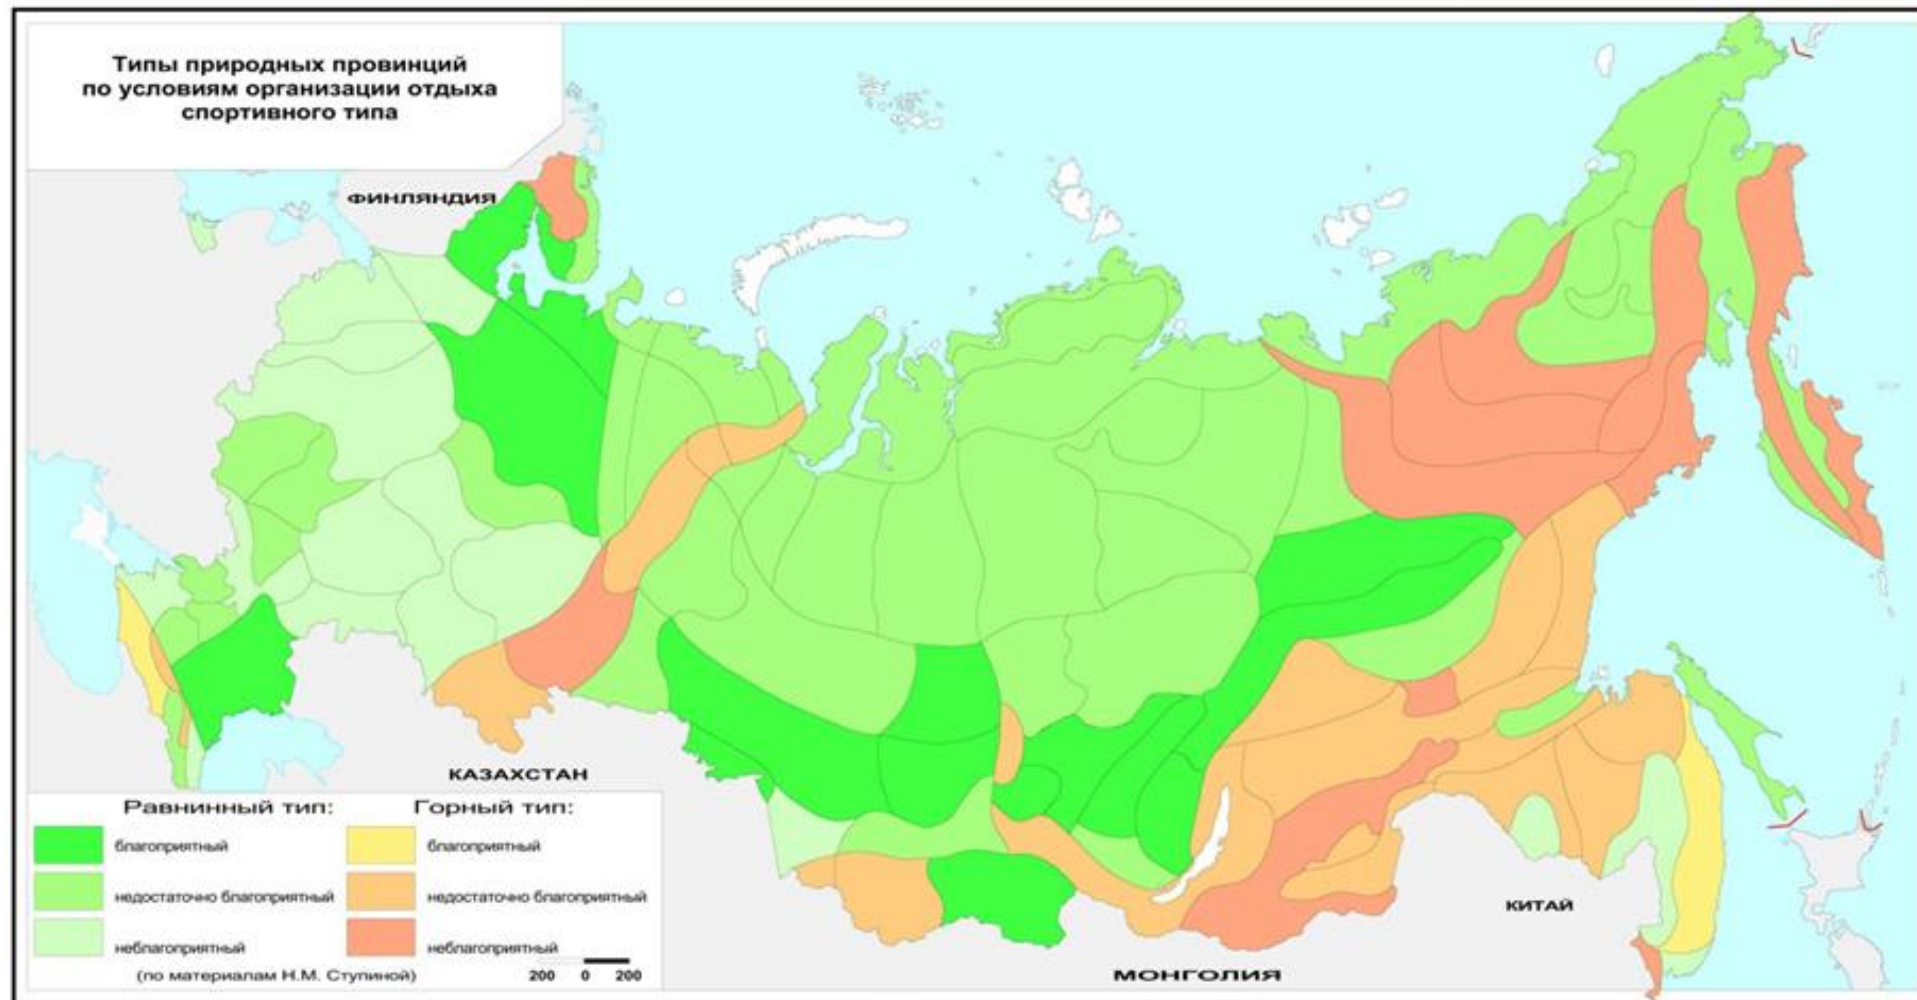 Типы природных провинций
по условиям организации отдыха
спортивного типа
ФИНЛЯНДИЯ
КАЗАХСТАН
Равнинный тип:
Горный тип:
благоприятный
благоприятный
недостаточно благоприятный
недостаточно благоприятный
неблагоприятный
неблагоприятный
(по материалам Н.М. Ступиной)
200 0 200
КИТАЙ
МОНГОЛИЯ